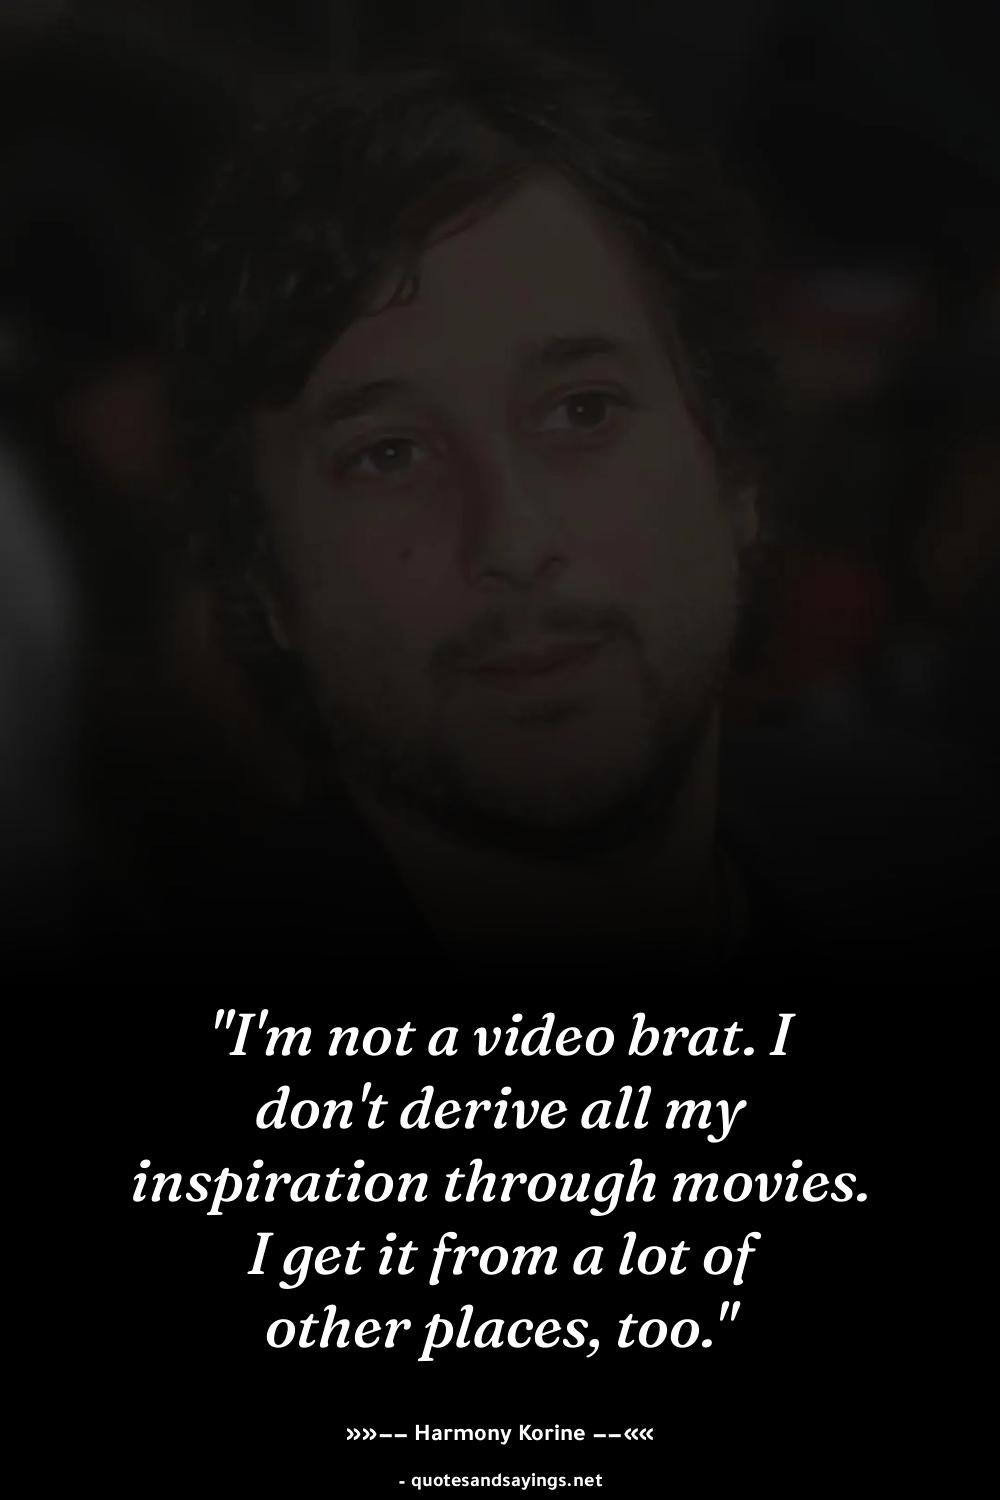 "I'm not a video brat. I
don't derive all my
inspiration through movies.
I get it from a lot of
other places, too."
»»-- Harmony Korine --««
- quotesandsayings.net